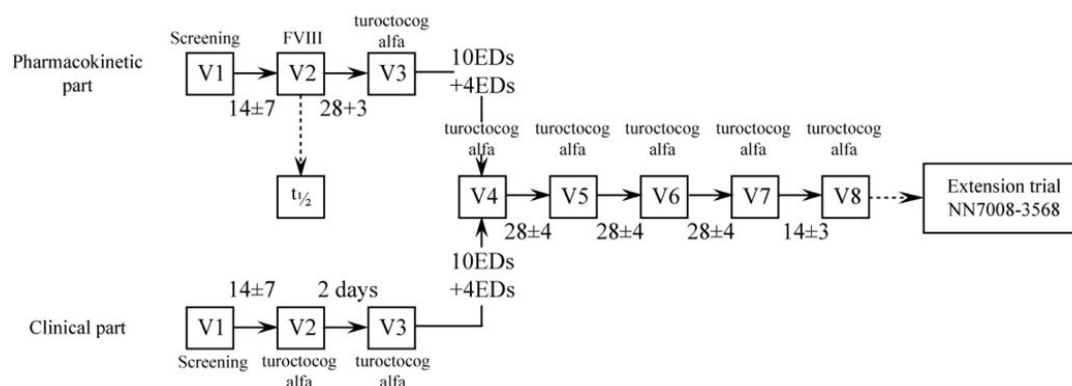 Pharmacokinetic
part
Screening
V1
14±7
FVIII
V2
28+3
t½
turoctocog
alfa
V3
10EDs
+4EDs
turoctocog
alfa
V4
28±4
turoctocog
alfa
V5
28±4
turoctocog
alfa
V6
28±4
turoctocog
alfa
V7
14±3
turoctocog
alfa
V8
Extension trial
NN7008-3568
10EDs
+4EDs
Clinical part
V1
Screening
14±7
V2
turoctocog
alfa
2 days
V3
turoctocog
alfa